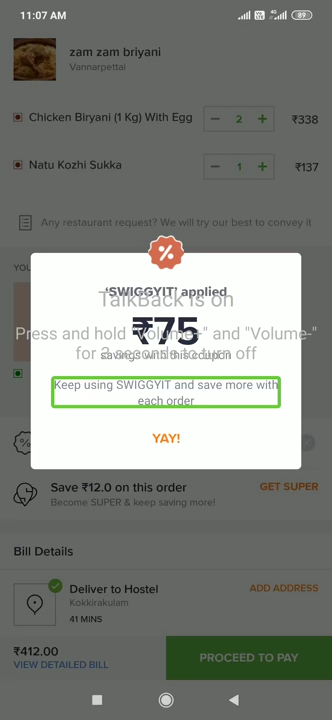 11:07 AM
4G
89
zam zam briyani
Vannarpettai
Chicken Biryani (1 Kg) With Egg
− 2 +
₹338
Natu Kozhi Sukka
− 1 +
₹137
Any restaurant request? We will try our best to convey it
YOU
'SWIGGYIT' applied
TalkBack is on
₹75
Press and hold "Volume+" and "Volume-"
for 3 seconds to turn off
savings with this coupon
Keep using SWIGGYIT and save more with
each order
YAY!
Save ₹12.0 on this order
GET SUPER
Become SUPER & keep saving more!
Bill Details
Deliver to Hostel
ADD ADDRESS
Kokkirakulam
41 MINS
₹412.00
VIEW DETAILED BILL
PROCEED TO PAY